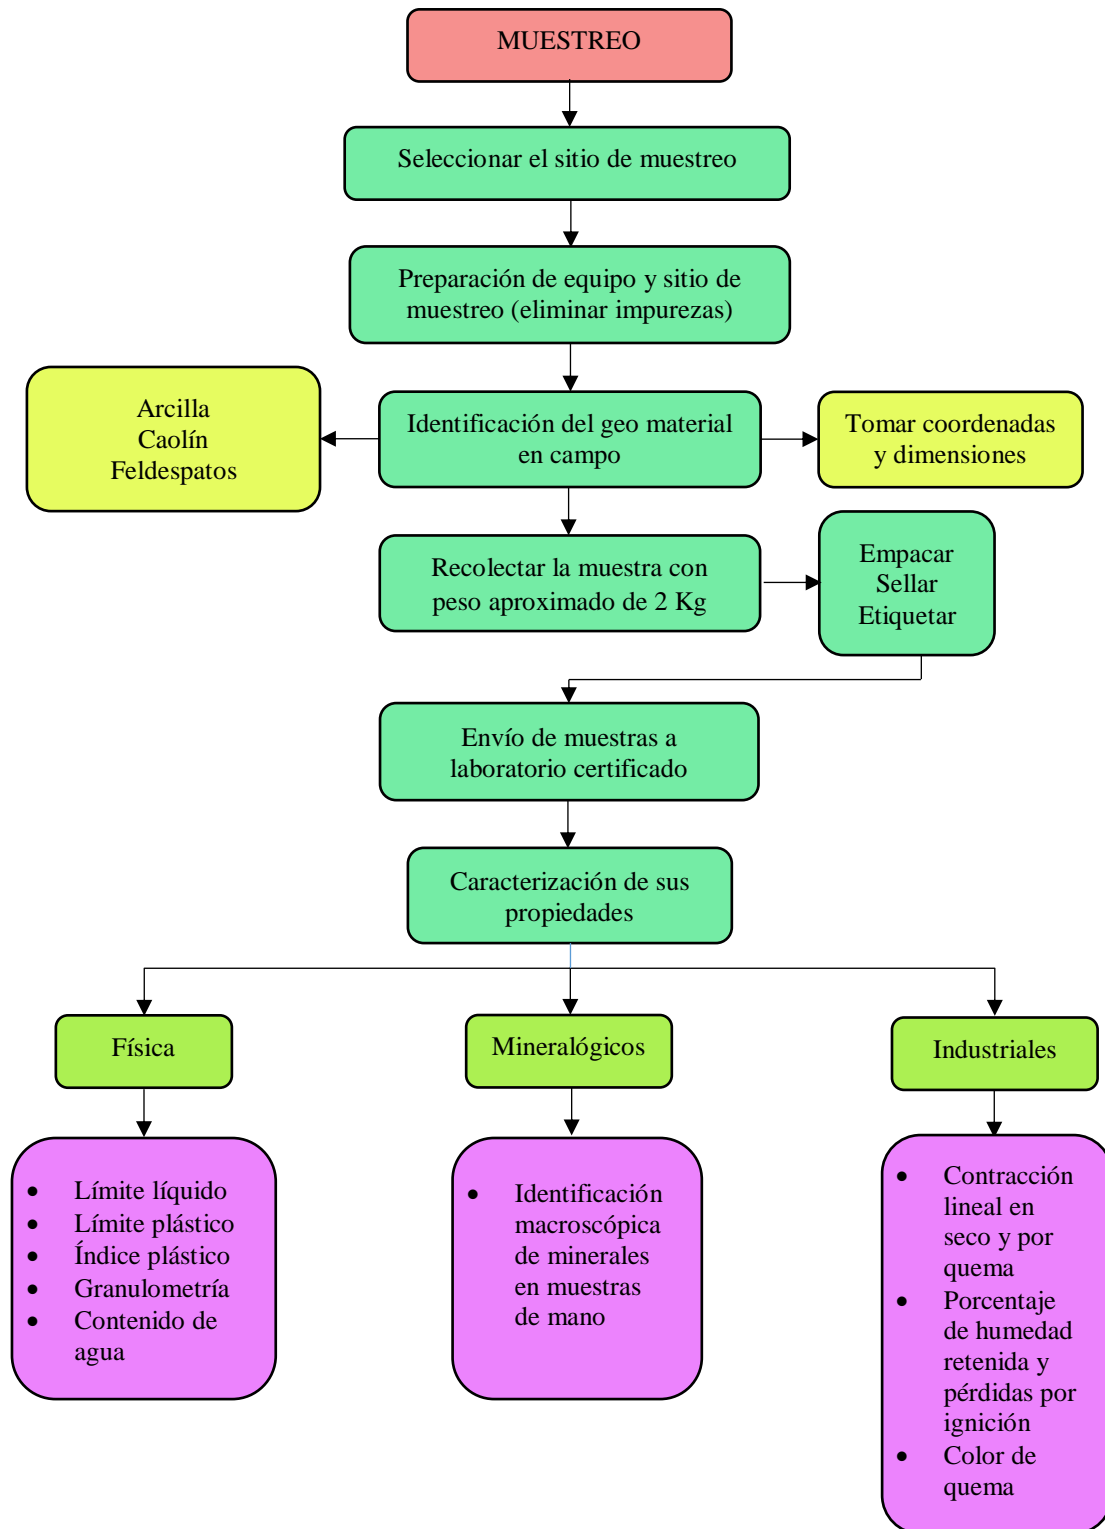 MUESTREO
Seleccionar el sitio de muestreo
Preparación de equipo y sitio de
muestreo (eliminar impurezas)
Arcilla
Caolín
Feldespatos
Identificación del geo material
en campo
Tomar coordenadas
y dimensiones
Recolectar la muestra con
peso aproximado de 2 Kg
Empacar
Sellar
Etiquetar
Envío de muestras a
laboratorio certificado
Caracterización de sus
propiedades
Física
Mineralógicos
Industriales
• Límite líquido
• Límite plástico
• Índice plástico
• Granulometría
• Contenido de
agua
• Identificación
macroscópica
de minerales
en muestras
de mano
• Contracción
lineal en
seco y por
quema
• Porcentaje
de humedad
retenida y
pérdidas por
ignición
• Color de
quema